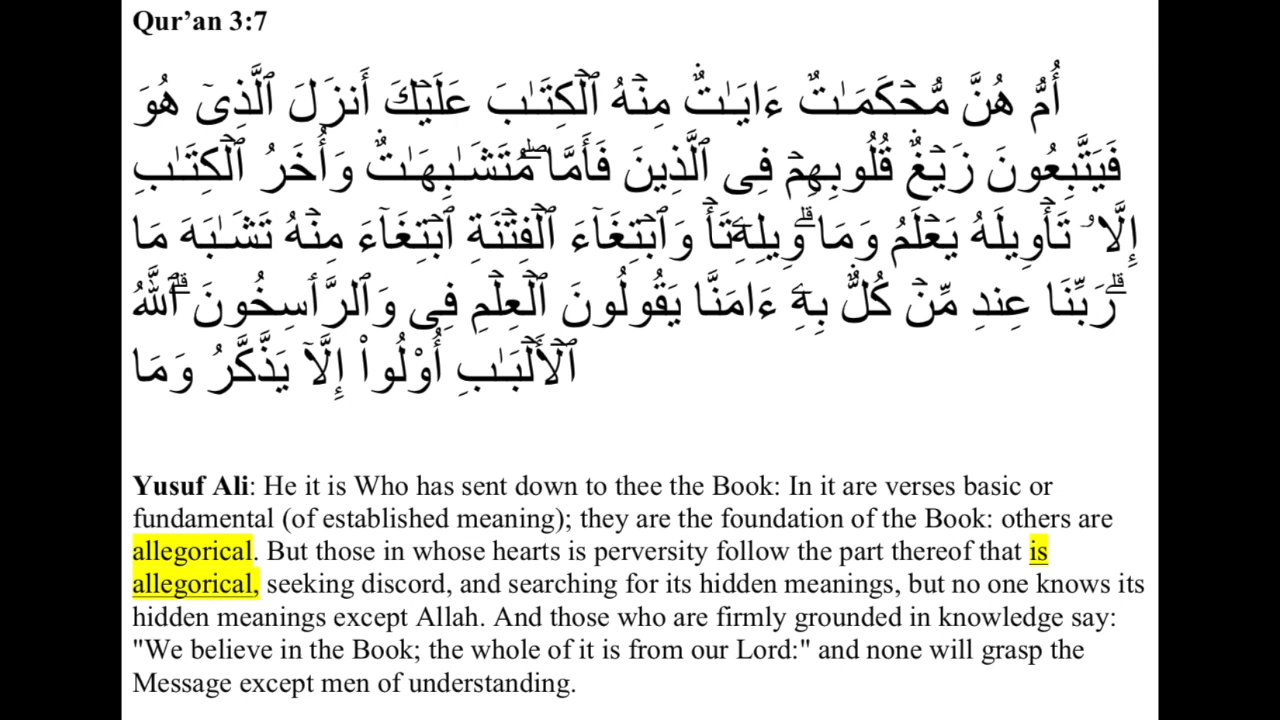 Qur’an 3:7
أُمُّ هُنَّ مُّحۡكَمَـٰتٌ ءَايَـٰتٌ۬ مِنۡهُ ٱلۡكِتَـٰبَ عَلَيۡكَ أَنزَلَ ٱلَّذِىٓ هُوَ
فَيَتَّبِعُونَ زَيۡغٌ۬ قُلُوبِهِمۡ فِى ٱلَّذِينَ فَأَمَّا ۖمُتَشَـٰبِهَـٰتٌ۬ وَأُخَرُ ٱلۡكِتَـٰبِ
إِلَّا ۥ تَأۡوِيلَهُ يَعۡلَمُ وَمَا ۗوِيلِهِۦتَأۡ وَٱبۡتِغَآءَ ٱلۡفِتۡنَةِ ٱبۡتِغَآءَ مِنۡهُ تَشَـٰبَهَ مَا
ۗرَبِّنَا عِندِ مِّنۡ كُلٌّ۬ بِهِۦ ءَامَنَّا يَقُولُونَ ٱلۡعِلۡمِ فِى وَٱلرَّٲسِخُونَ ۗٱللَّهُ
ٱلۡأَلۡبَـٰبِ أُوْلُواْ إِلَّآ يَذَّكَّرُ وَمَا
Yusuf Ali: He it is Who has sent down to thee the Book: In it are verses basic or
fundamental (of established meaning); they are the foundation of the Book: others are
allegorical. But those in whose hearts is perversity follow the part thereof that is
allegorical, seeking discord, and searching for its hidden meanings, but no one knows its
hidden meanings except Allah. And those who are firmly grounded in knowledge say:
"We believe in the Book; the whole of it is from our Lord:" and none will grasp the
Message except men of understanding.